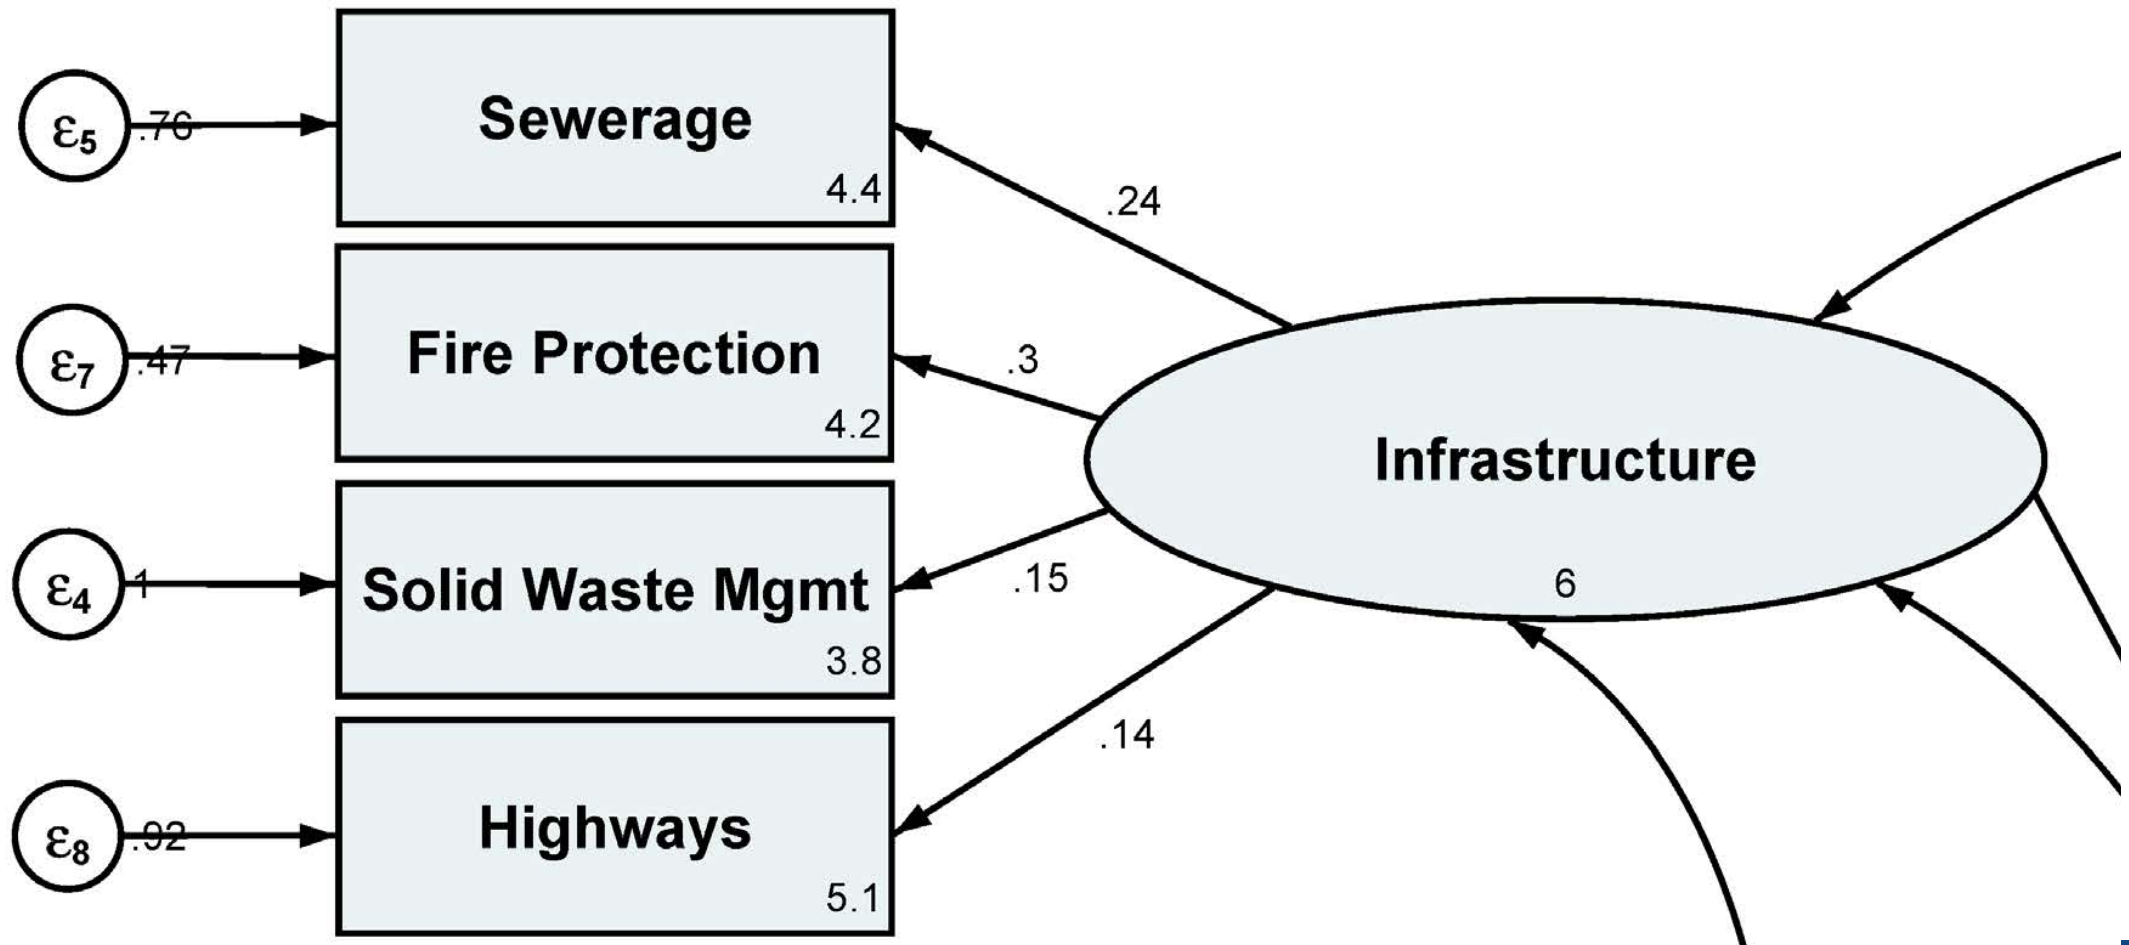 ε5
.76
Sewerage
4.4
.24
ε7
.47
Fire Protection
4.2
.3
Infrastructure
6
ε4
1
Solid Waste Mgmt
3.8
.15
ε8
.92
Highways
5.1
.14